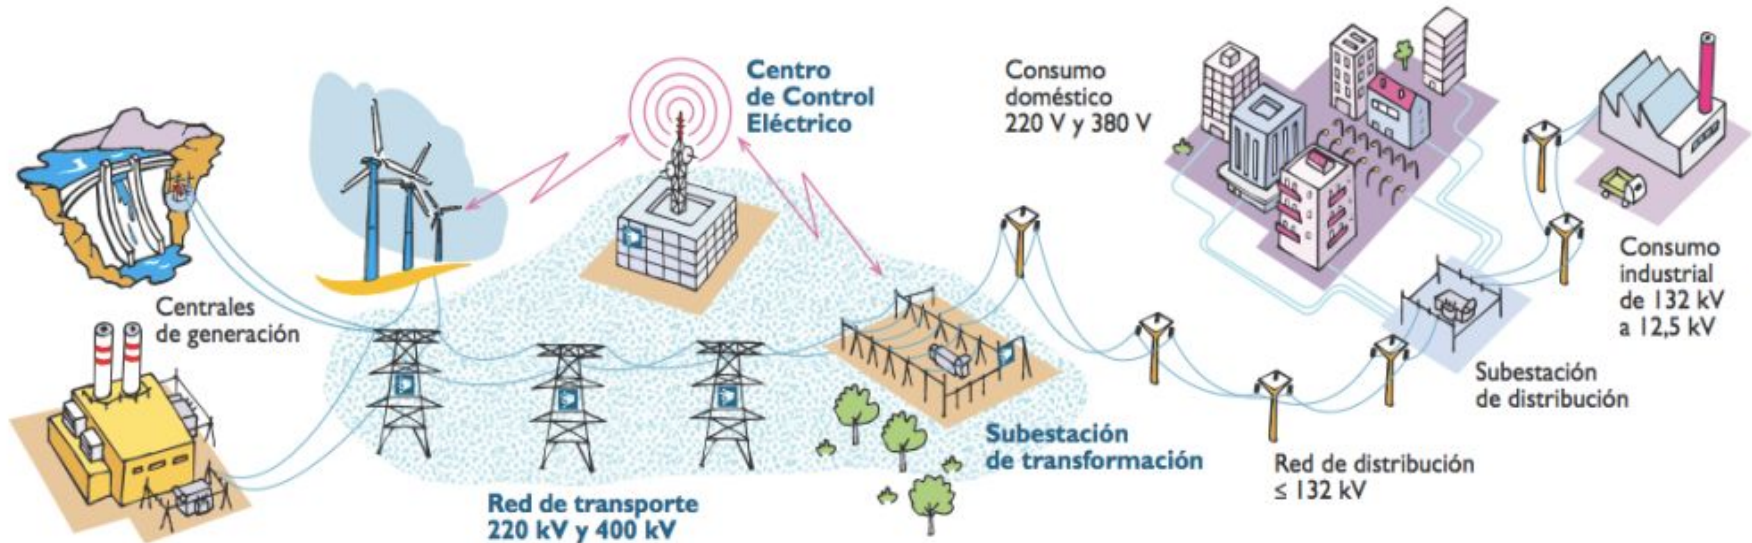 Centrales
de generación
Centro
de Control
Eléctrico
Red de transporte
220 kV y 400 kV
Subestación
de transformación
Consumo
doméstico
220 V y 380 V
Red de distribución
≤ 132 kV
Subestación
de distribución
Consumo
industrial
de 132 kV
a 12,5 kV